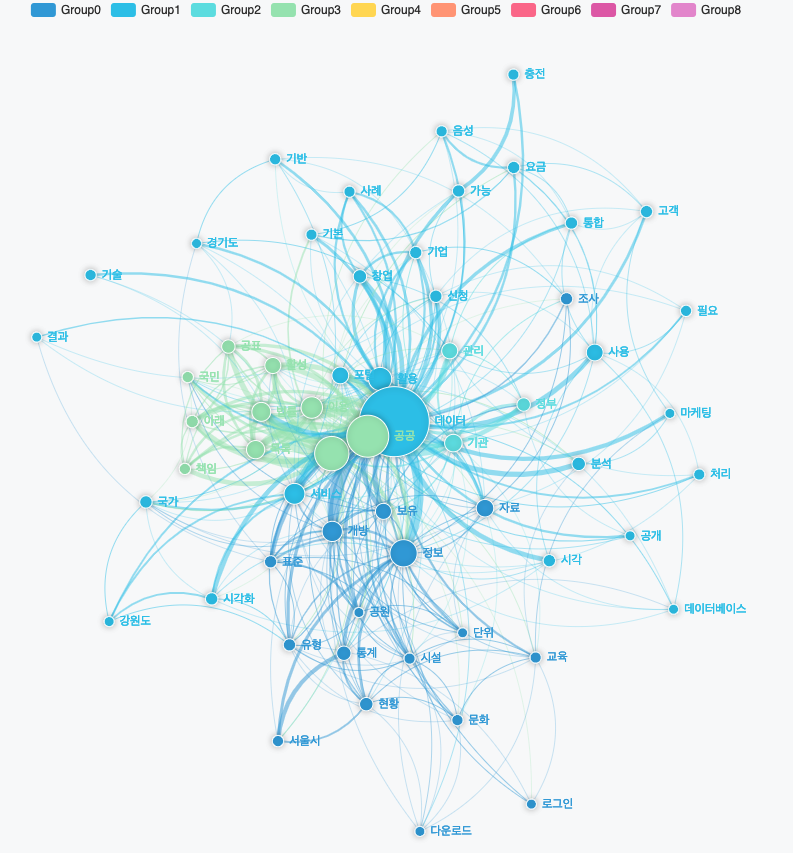 Group0 Group1 Group2 Group3 Group4 Group5 Group6 Group7 Group8
충전
음성
기반
요금
사례
가능
고객
통합
기본
경기도
기업
기술
창업
신청
조사
필요
결과
공표
관리
사용
국민
활용
정부
마케팅
아래
데이터
공공
기관
분석
책임
처리
서비스
국가
보유
자료
개방
공개
정보
표준
시각
시각화
데이터베이스
강원도
공원
단위
유형
통계
시설
교육
현황
문화
서울시
로그인
다운로드